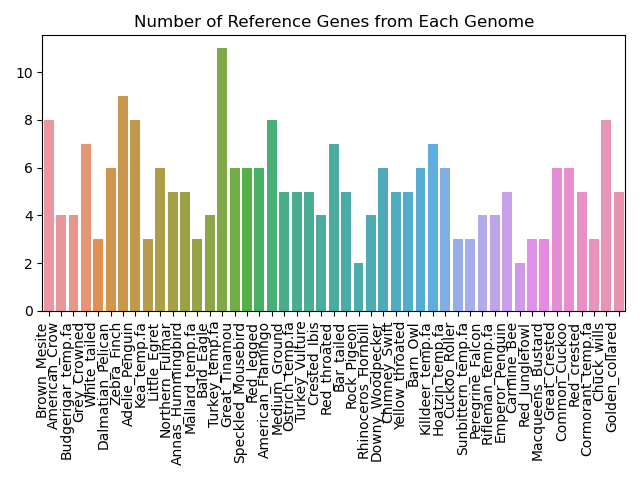 Number of Reference Genes from Each Genome
10
8
6
4
2
0
Brown_Mesite
American_Crow
Budgerigar_temp.fa
Grey_Crowned
White_tailed
Dalmatian_Pelican
Zebra_Finch
Adelie_Penguin
Kea_temp.fa
Little_Egret
Northern_Fulmar
Annas_Hummingbird
Mallard_temp.fa
Bald_Eagle
Turkey_temp.fa
Great_Tinamou
Speckled_Mousebird
Red_legged
American_Flamingo
Medium_Ground
Ostrich_temp.fa
Turkey_Vulture
Crested_Ibis
Red_throated
Bar_tailed
Rock_Pigeon
Rhinoceros_Hornbill
Downy_Woodpecker
Chimney_Swift
Yellow_throated
Barn_Owl
Killdeer_temp.fa
Hoatzin_temp.fa
Cuckoo_Roller
Sunbittern_temp.fa
Peregrine_Falcon
Rifleman_temp.fa
Emperor_Penguin
Carmine_Bee
Red_Junglefowl
Macqueens_Bustard
Great_Crested
Common_Cuckoo
Red_crested
Cormorant_temp.fa
Chuck_wills
Golden_collared